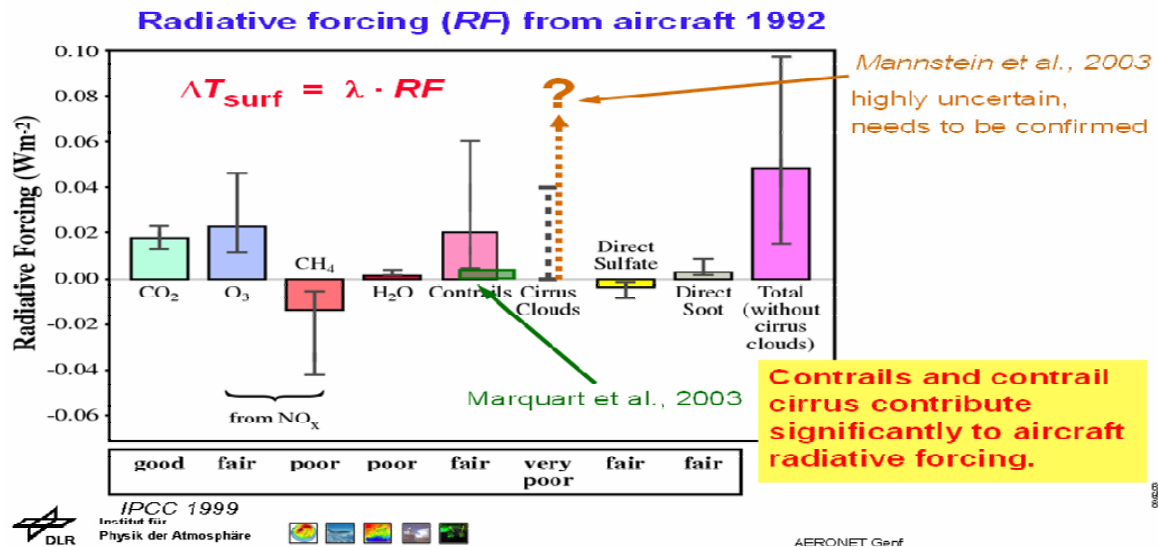 Radiative forcing (RF) from aircraft 1992
Radiative Forcing (Wm-2)
0.10
0.08
0.06
0.04
0.02
0.00
-0.02
-0.04
-0.06
ΔTsurf = λ · RF
?
Mannstein et al., 2003
highly uncertain,
needs to be confirmed
CO2
O3
CH4
H2O
Contrails
Cirrus
Clouds
Direct
Sulfate
Direct
Soot
Total
(without
cirrus
clouds)
from NOx
Marquart et al., 2003
Contrails and contrail
cirrus contribute
significantly to aircraft
radiative forcing.
good fair poor poor fair very poor fair fair
IPCC 1999
DLR
Institut für
Physik der Atmosphäre
AERONET Genf